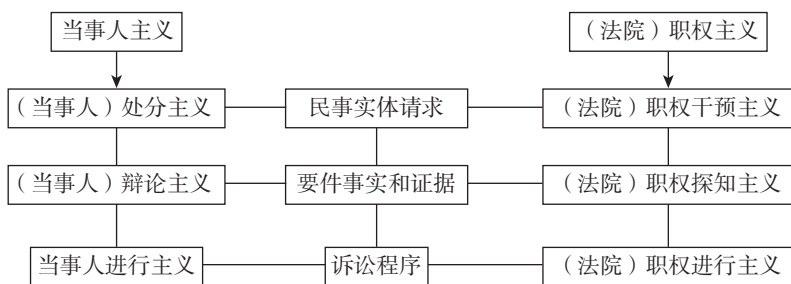 当事人主义
（法院）职权主义
（当事人）处分主义
民事实体请求
（法院）职权干预主义
（当事人）辩论主义
要件事实和证据
（法院）职权探知主义
当事人进行主义
诉讼程序
（法院）职权进行主义